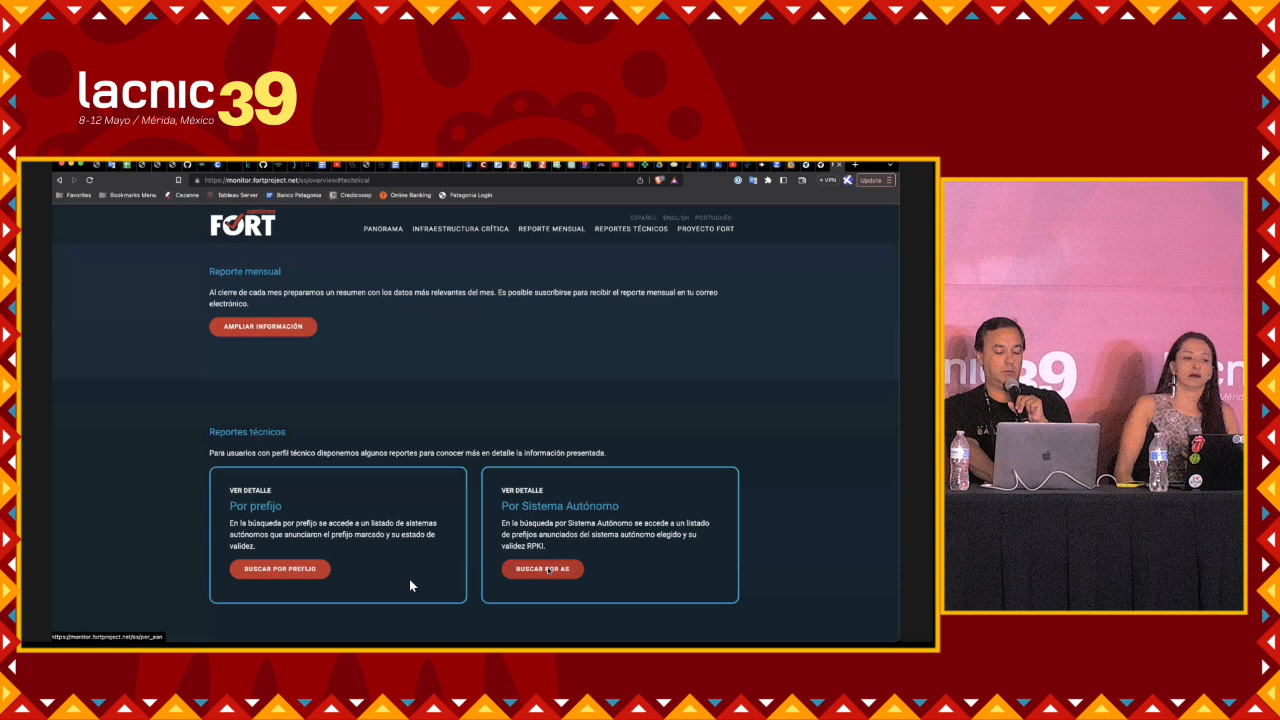 lacnic 39
8-12 Mayo / Mérida, México
https://monitor.fortproject.net/es/overview#technical
VPN
Update
Favorites
Bookmarks Menu
Cezanne
Tableau Server
Banco Patagonia
Credicoop
Online Banking
Patagonia Login
monitoreo
FORT
ESPAÑOL ENGLISH PORTUGUÊS
PANORAMA INFRAESTRUCTURA CRÍTICA REPORTE MENSUAL REPORTES TÉCNICOS PROYECTO FORT
Reporte mensual
Al cierre de cada mes preparamos un resumen con los datos más relevantes del mes. Es posible suscribirse para recibir el reporte mensual en tu correo
electrónico.
AMPLIAR INFORMACIÓN
Reportes técnicos
Para usuarios con perfil técnico disponemos algunos reportes para conocer más en detalle la información presentada.
VER DETALLE
Por prefijo
En la búsqueda por prefijo se accede a un listado de sistemas
autónomos que anunciaron el prefijo marcado y su estado de
validez.
BUSCAR POR PREFIJO
VER DETALLE
Por Sistema Autónomo
En la búsqueda por Sistema Autónomo se accede a un listado
de prefijos anunciados del sistema autónomo elegido y su
validez RPKI.
BUSCAR POR AS
https://monitor.fortproject.net/es/per_asn
39